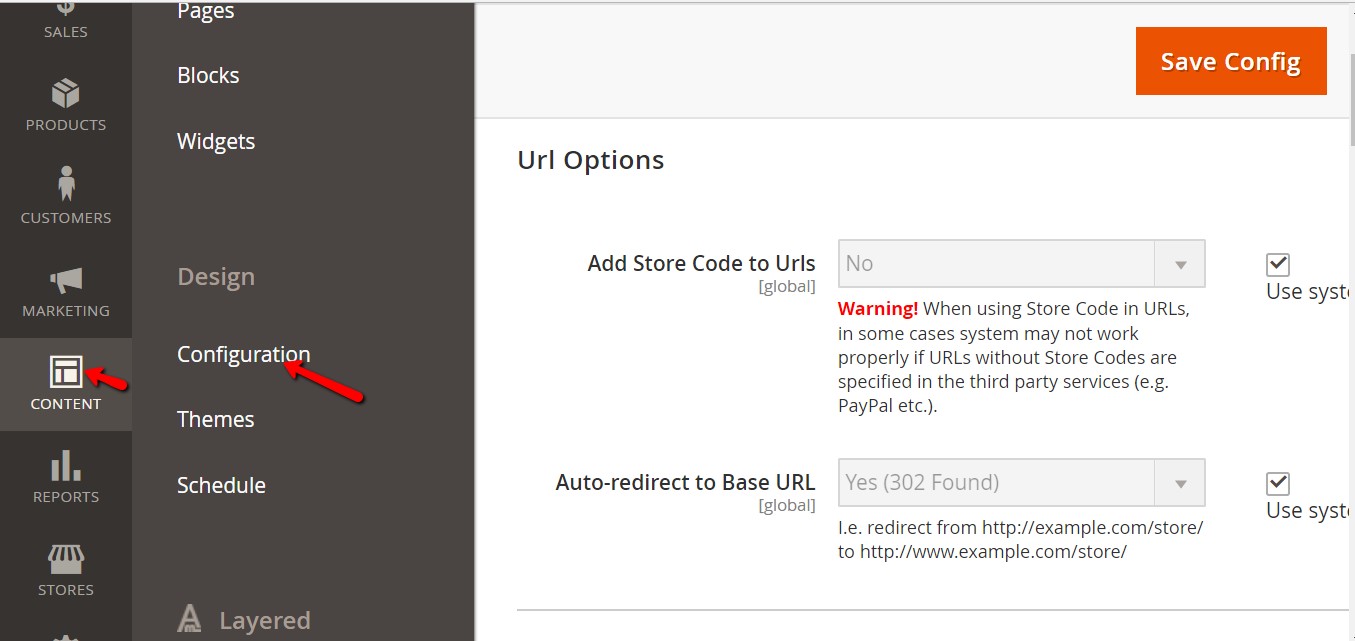 SALES
PRODUCTS
CUSTOMERS
MARKETING
CONTENT
REPORTS
STORES
Pages
Blocks
Widgets
Design
Configuration
Themes
Schedule
Layered
Save Config
Url Options
Add Store Code to Urls
[global]
No
Warning! When using Store Code in URLs,
in some cases system may not work
properly if URLs without Store Codes are
specified in the third party services (e.g.
PayPal etc.).
Use syste
Auto-redirect to Base URL
[global]
Yes (302 Found)
I.e. redirect from http://example.com/store/
to http://www.example.com/store/
Use syste